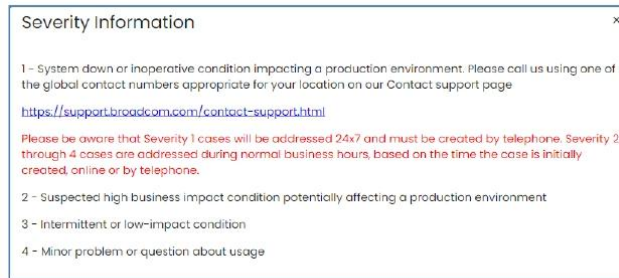 Severity Information
×
1 - System down or inoperative condition impacting a production environment. Please call us using one of
the global contact numbers appropriate for your location on our Contact support page
https://support.broadcom.com/contact-support.html
Please be aware that Severity 1 cases will be addressed 24x7 and must be created by telephone. Severity 2
through 4 cases are addressed during normal business hours, based on the time the case is initially
created, online or by telephone.
2 - Suspected high business impact condition potentially affecting a production environment
3 - Intermittent or low-impact condition
4 - Minor problem or question about usage